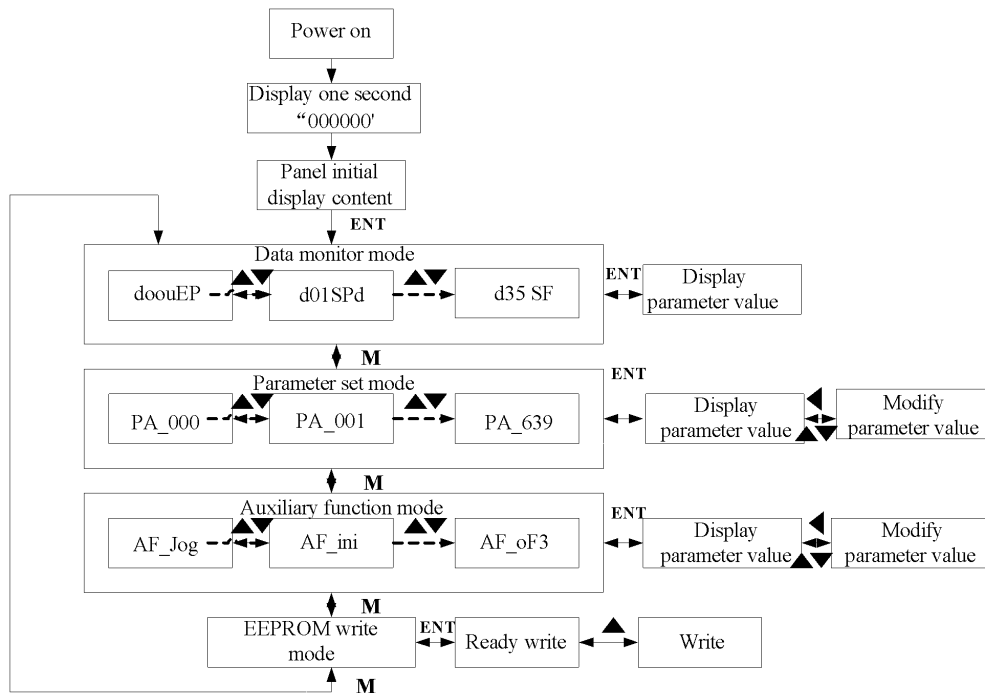 Power on
Display one second
“000000'
Panel initial
display content
ENT
Data monitor mode
doouEP
d01SPd
d35 SF
ENT
Display
parameter value
M
Parameter set mode
PA_000
PA_001
PA_639
ENT
Display
parameter value
Modify
parameter value
M
Auxiliary function mode
AF_Jog
AF_ini
AF_oF3
ENT
Display
parameter value
Modify
parameter value
M
EEPROM write
mode
ENT
Ready write
Write
M